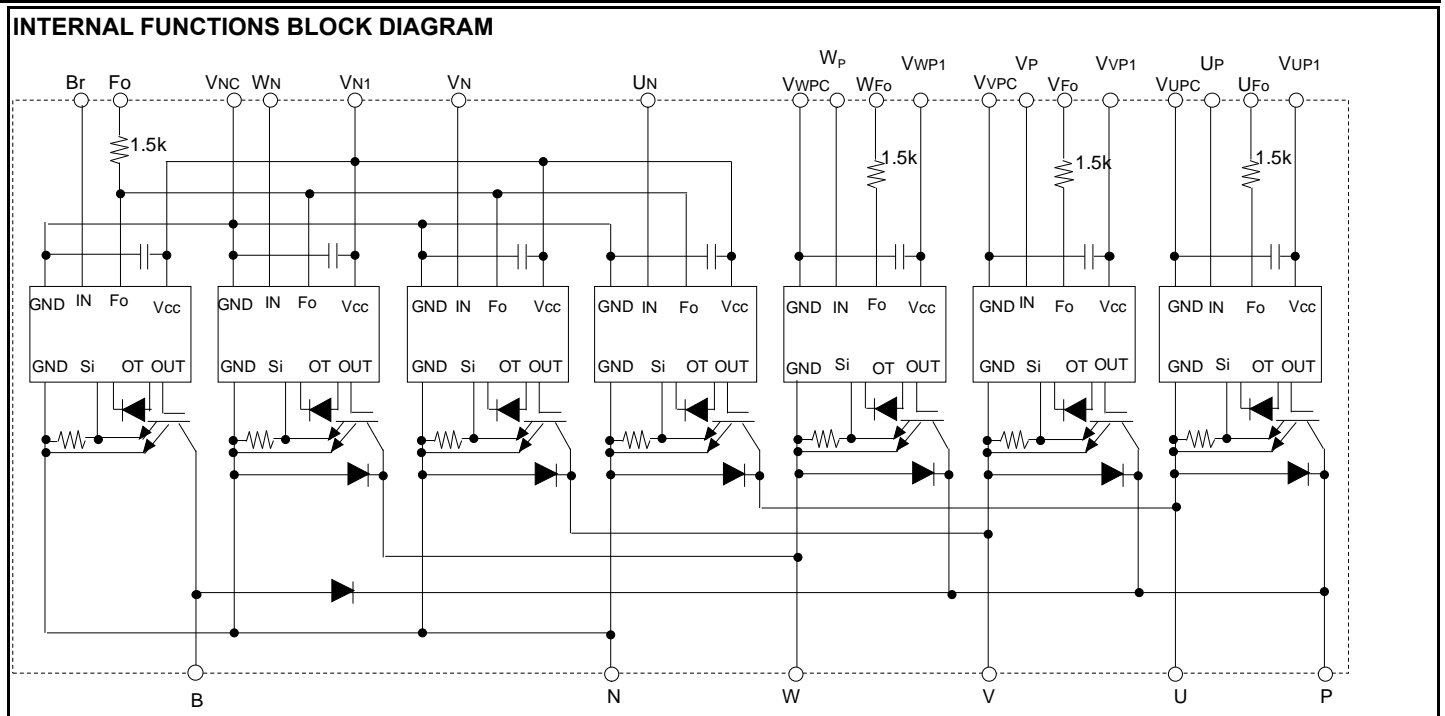 INTERNAL FUNCTIONS BLOCK DIAGRAM
Br Fo VNC WN VN1 VN UN VWPC WP WFo VWP1 VVPC VP VFo VVP1 VUPC UP UFo VUP1
1.5k 1.5k 1.5k 1.5k
GND IN Fo Vcc GND IN Fo Vcc GND IN Fo Vcc GND IN Fo Vcc GND IN Fo Vcc GND IN Fo Vcc GND IN Fo Vcc
GND Si OT OUT GND Si OT OUT GND Si OT OUT GND Si OT OUT GND Si OT OUT GND Si OT OUT GND Si OT OUT
B N W V U P